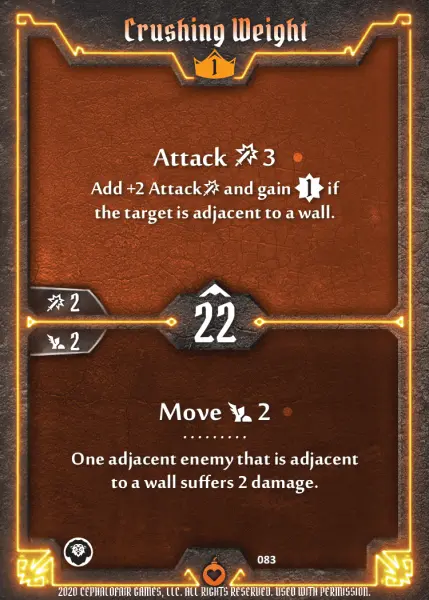 Crushing Weight
1
Attack 3
Add +2 Attack and gain 1 if
the target is adjacent to a wall.
2
22
2
Move 2
.........
One adjacent enemy that is adjacent
to a wall suffers 2 damage.
083
2020 CEPHALOFAIR GAMES, LLC. ALL RIGHTS RESERVED. USED WITH PERMISSION.